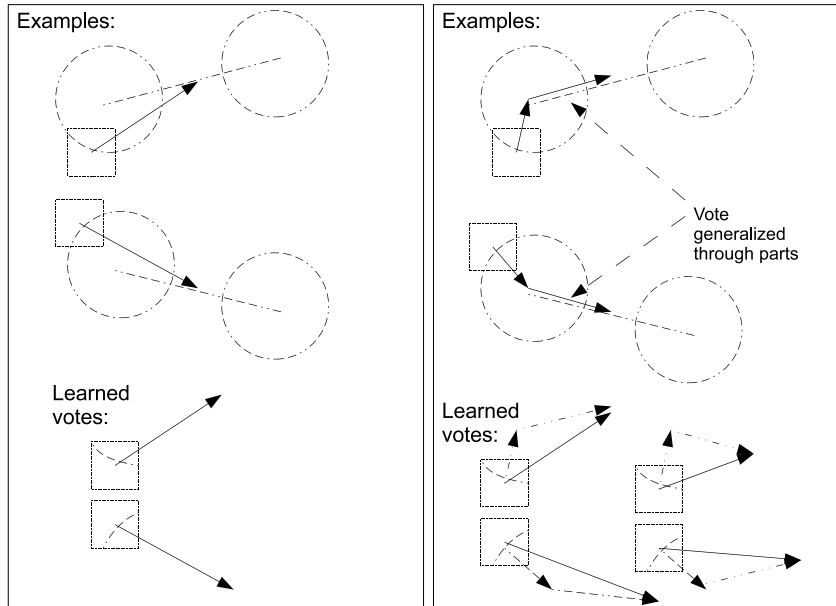 Examples:
Learned
votes:
Examples:
Vote
generalized
through parts
Learned
votes: